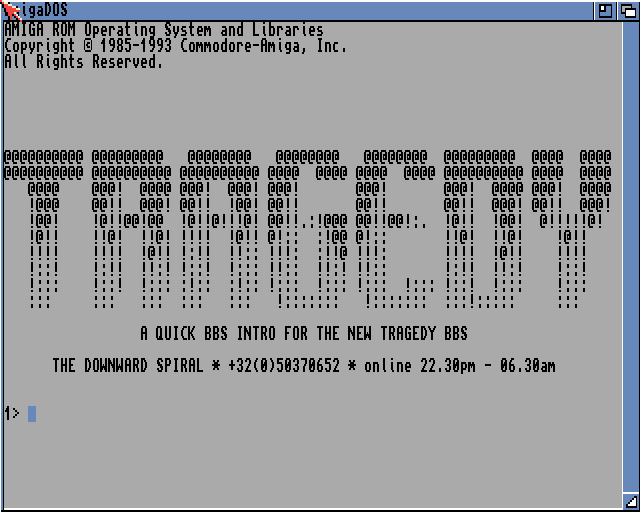 AmigaDOS
AMIGA ROM Operating System and Libraries
Copyright © 1985-1993 Commodore-Amiga, Inc.
All Rights Reserved.
TRAGEDY
A QUICK BBS INTRO FOR THE NEW TRAGEDY BBS
THE DOWNWARD SPIRAL * +32(0)50370652 * online 22.30pm - 06.30am
1>